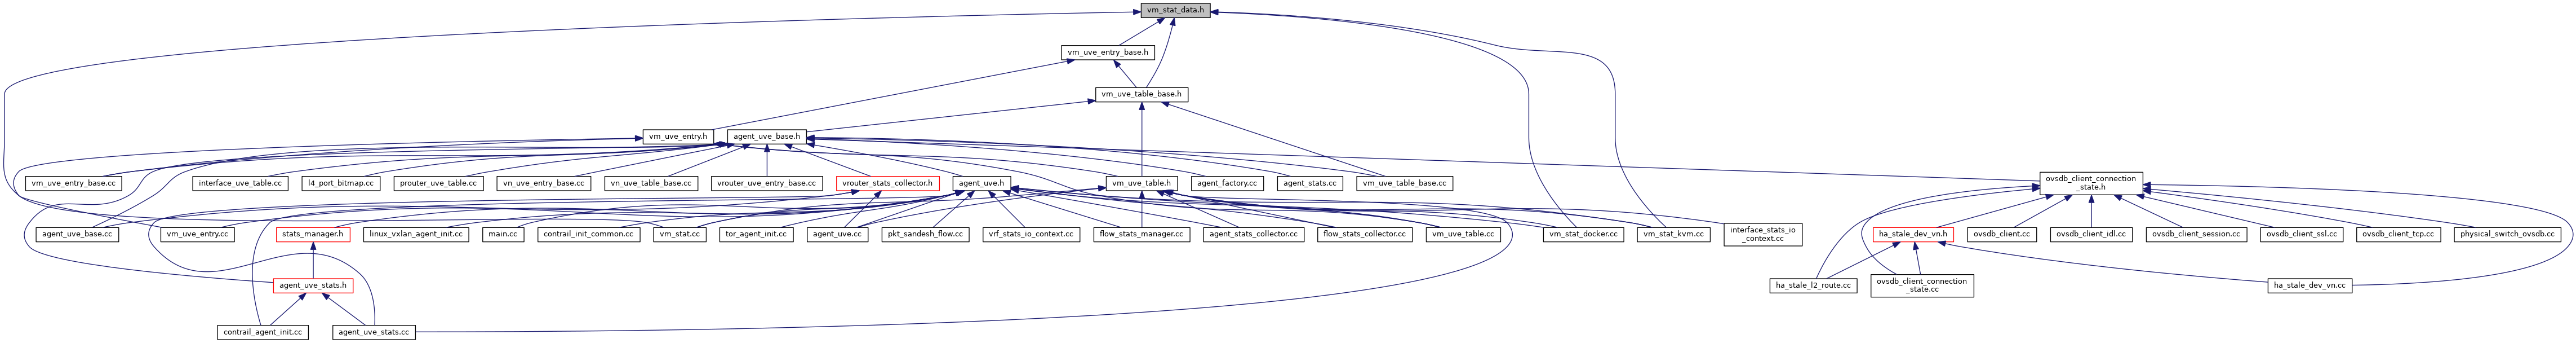 vm_stat_data.h
vm_uve_entry_base.h
vm_uve_table_base.h
vm_uve_entry.h
agent_uve_base.h
vm_uve_entry_base.cc
interface_uve_table.cc
l4_port_bitmap.cc
prouter_uve_table.cc
vn_uve_entry_base.cc
vn_uve_table_base.cc
vrouter_uve_entry_base.cc
vrouter_stats_collector.h
agent_uve.h
vm_uve_table.h
agent_factory.cc
agent_stats.cc
vm_uve_table_base.cc
ovsdb_client_connection
_state.h
agent_uve_base.cc
vm_uve_entry.cc
stats_manager.h
linux_vxlan_agent_init.cc
main.cc
contrail_init_common.cc
vm_stat.cc
tor_agent_init.cc
agent_uve.cc
pkt_sandesh_flow.cc
vrf_stats_io_context.cc
flow_stats_manager.cc
agent_stats_collector.cc
flow_stats_collector.cc
vm_uve_table.cc
vm_stat_docker.cc
vm_stat_kvm.cc
interface_stats_io
_context.cc
ha_stale_dev_vn.h
ovsdb_client.cc
ovsdb_client_idl.cc
ovsdb_client_session.cc
ovsdb_client_ssl.cc
ovsdb_client_tcp.cc
physical_switch_ovsdb.cc
agent_uve_stats.h
ha_stale_l2_route.cc
ovsdb_client_connection
_state.cc
ha_stale_dev_vn.cc
contrail_agent_init.cc
agent_uve_stats.cc